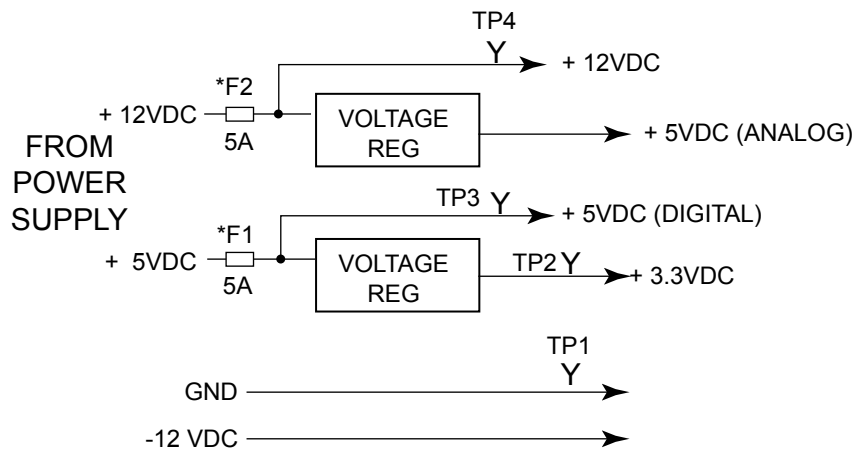 TP4
Y
+ 12VDC
*F2
+ 12VDC
5A
VOLTAGE
REG
+ 5VDC (ANALOG)
FROM
POWER
SUPPLY
TP3 Y
+ 5VDC (DIGITAL)
*F1
+ 5VDC
5A
VOLTAGE
REG
TP2 Y
+ 3.3VDC
TP1
Y
GND
-12 VDC